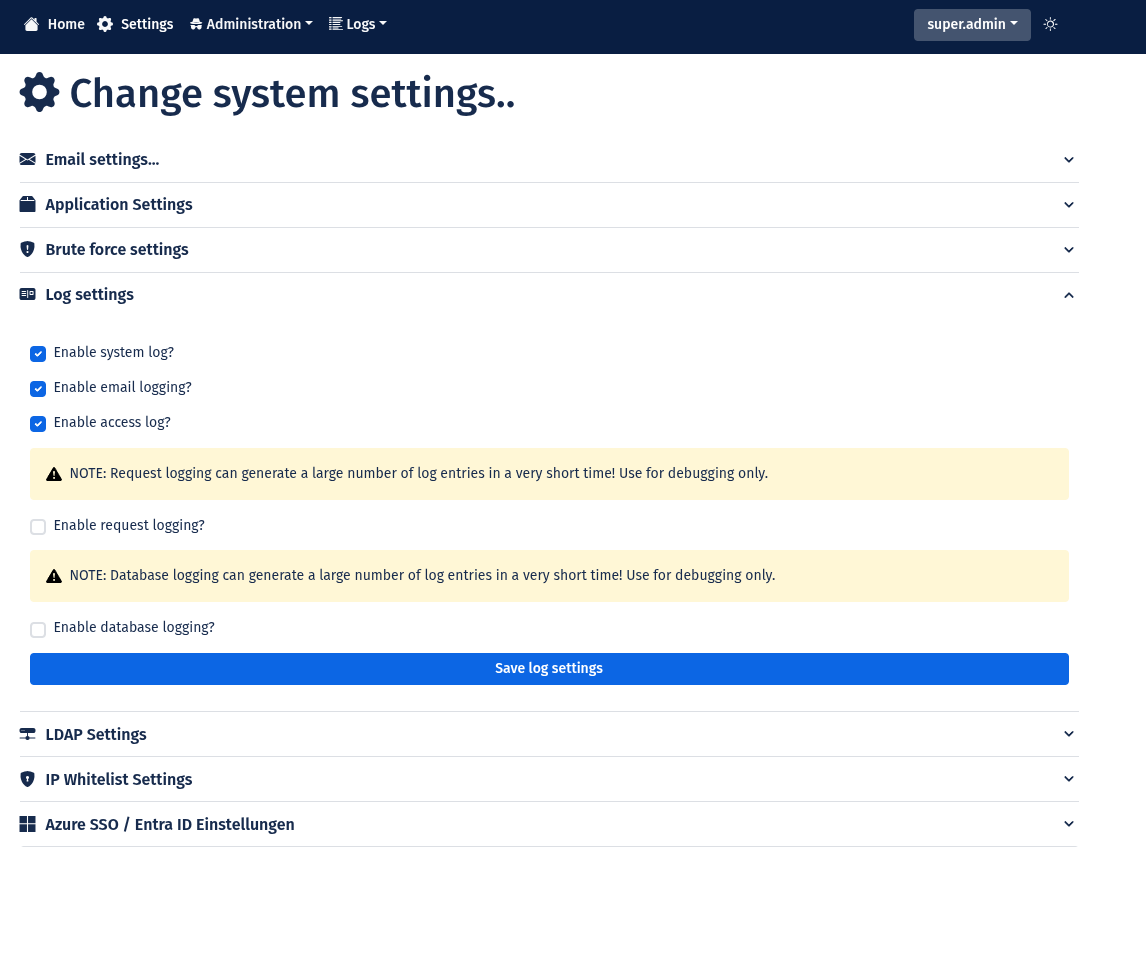 Home Settings Administration Logs super.admin
Change system settings..
Email settings...
Application Settings
Brute force settings
Log settings
Enable system log?
Enable email logging?
Enable access log?
NOTE: Request logging can generate a large number of log entries in a very short time! Use for debugging only.
Enable request logging?
NOTE: Database logging can generate a large number of log entries in a very short time! Use for debugging only.
Enable database logging?
Save log settings
LDAP Settings
IP Whitelist Settings
Azure SSO / Entra ID Einstellungen